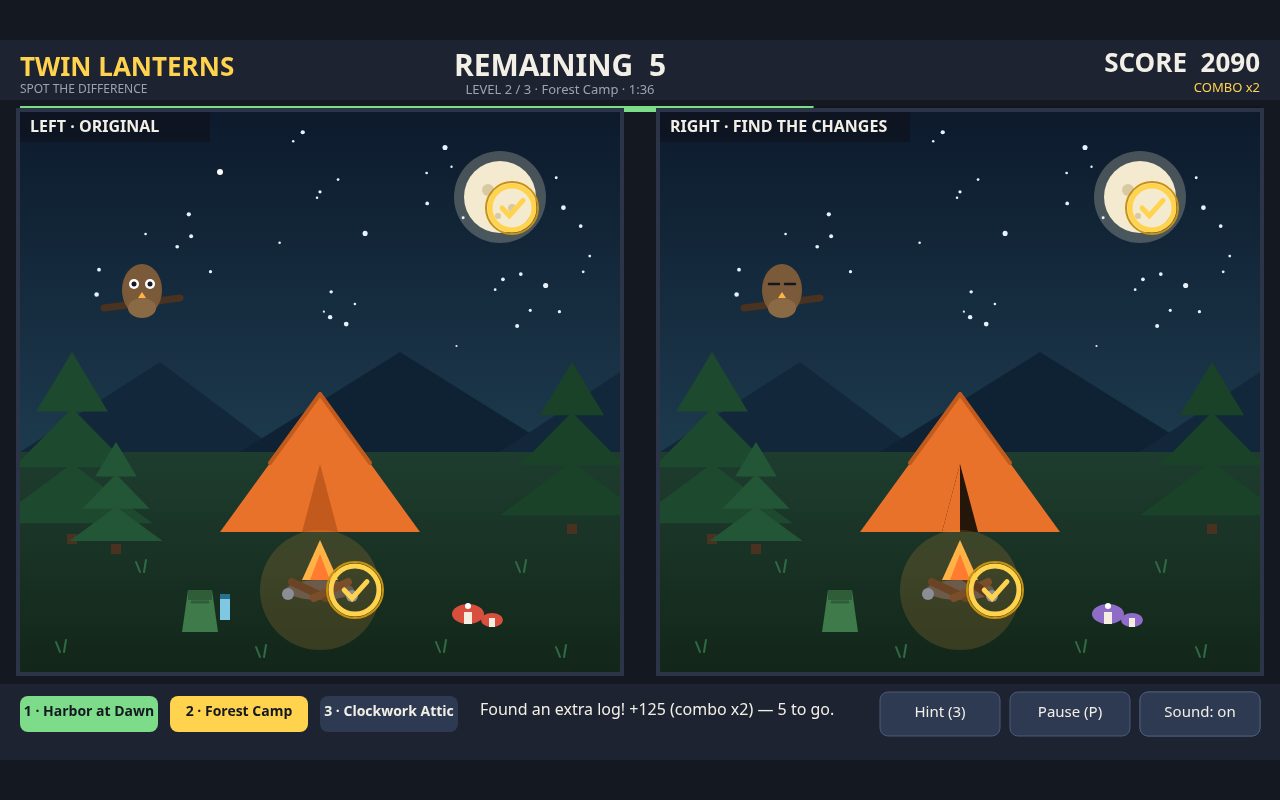 TWIN LANTERNS
SPOT THE DIFFERENCE
REMAINING 5
LEVEL 2 / 3 · Forest Camp · 1:36
SCORE 2090
COMBO x2
LEFT · ORIGINAL
RIGHT · FIND THE CHANGES
1 · Harbor at Dawn
2 · Forest Camp
3 · Clockwork Attic
Found an extra log! +125 (combo x2) — 5 to go.
Hint (3)
Pause (P)
Sound: on